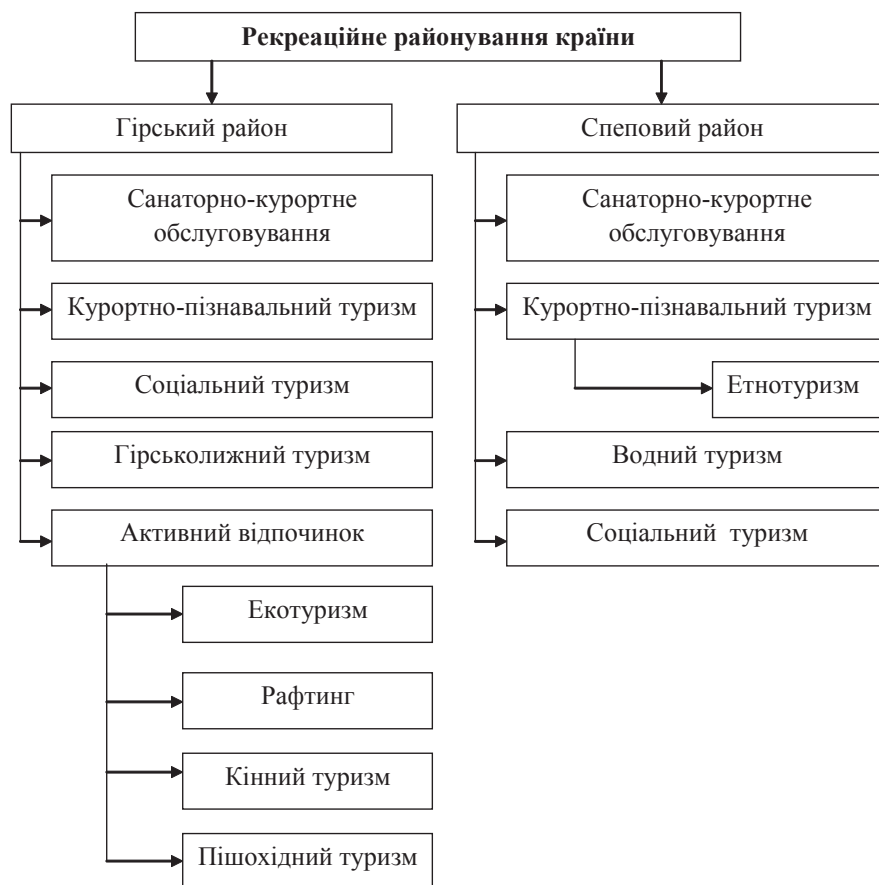 Рекреаційне районування країни
Гірський район
Санаторно-курортне
обслуговування
Курортно-пізнавальний туризм
Соціальний туризм
Гірськолижний туризм
Активний відпочинок
Екотуризм
Рафтинг
Кінний туризм
Пішохідний туризм
Спеповий район
Санаторно-курортне
обслуговування
Курортно-пізнавальний туризм
Етнотуризм
Водний туризм
Соціальний туризм